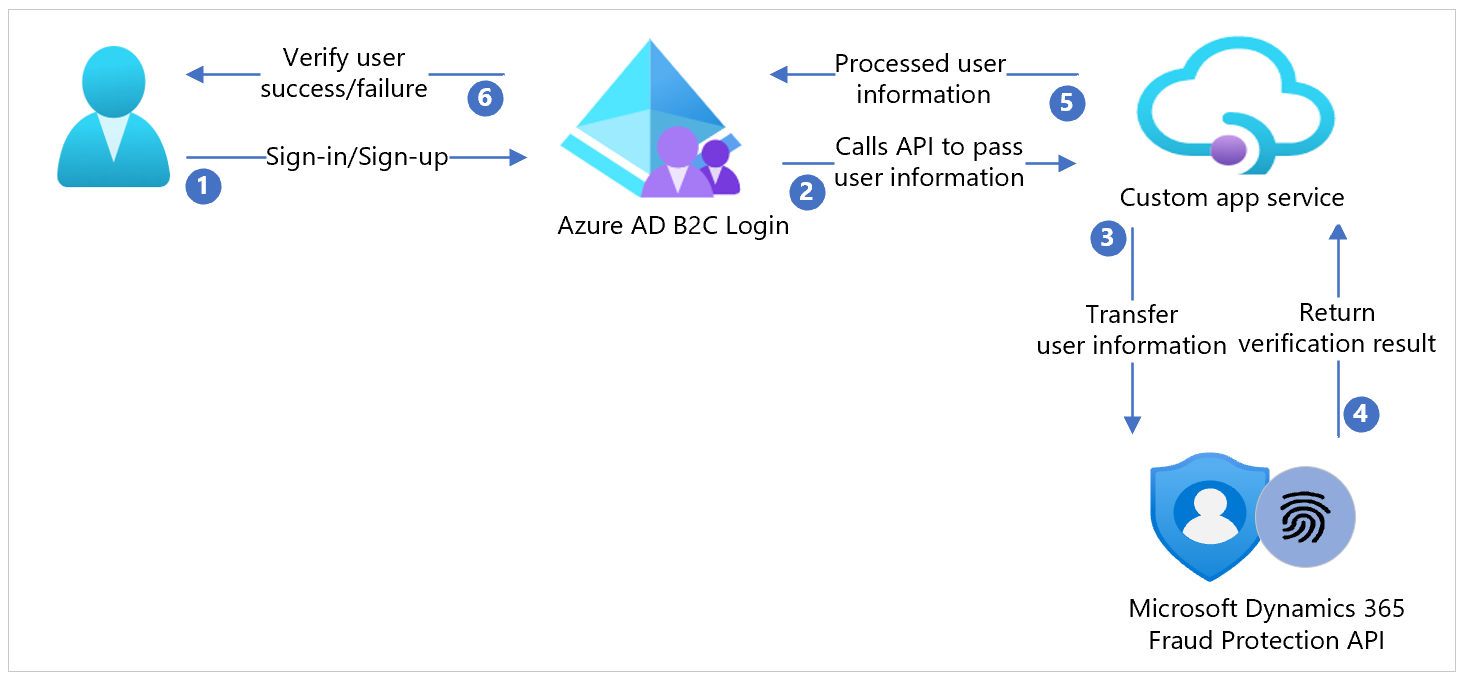 Verify user
success/failure
6
Sign-in/Sign-up
1
Azure AD B2C Login
Processed user
information
5
Calls API to pass
user information
2
Custom app service
3
Transfer
user information
Return
verification result
4
Microsoft Dynamics 365
Fraud Protection API